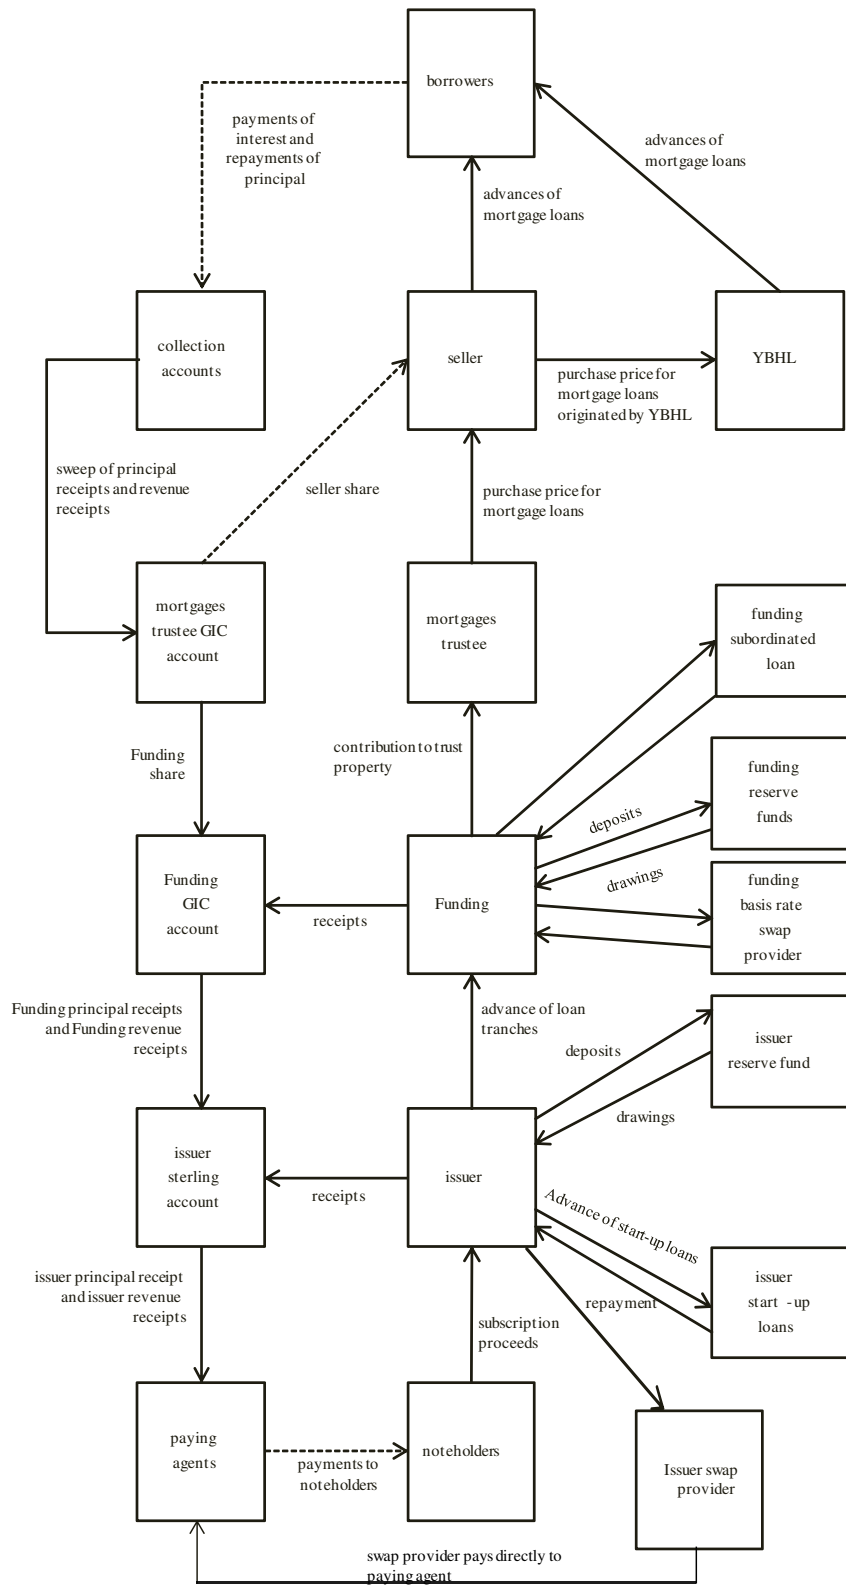 borrowers
payments of
interest and
repayments of
principal
advances of
mortgage loans
advances of
mortgage loans
collection
accounts
seller
YBHL
purchase price for
mortgage loans
originated by YBHL
sweep of principal
receipts and revenue
receipts
seller share
purchase price for
mortgage loans
mortgages
trustee GIC
account
mortgages
trustee
funding
subordinated
loan
Funding
share
contribution to trust
property
funding
reserve
funds
deposits
drawings
Funding
GIC
account
receipts
Funding
funding
basis rate
swap
provider
Funding principal receipts
and Funding revenue
receipts
advance of loan
tranches
deposits
issuer
reserve fund
drawings
issuer
sterling
account
receipts
issuer
Advance of start-up loans
issuer principal receipt
and issuer revenue
receipts
subscription
proceeds
repayment
issuer
start -up
loans
paying
agents
payments to
noteholders
noteholders
Issuer swap
provider
swap provider pays directly to
paying agent